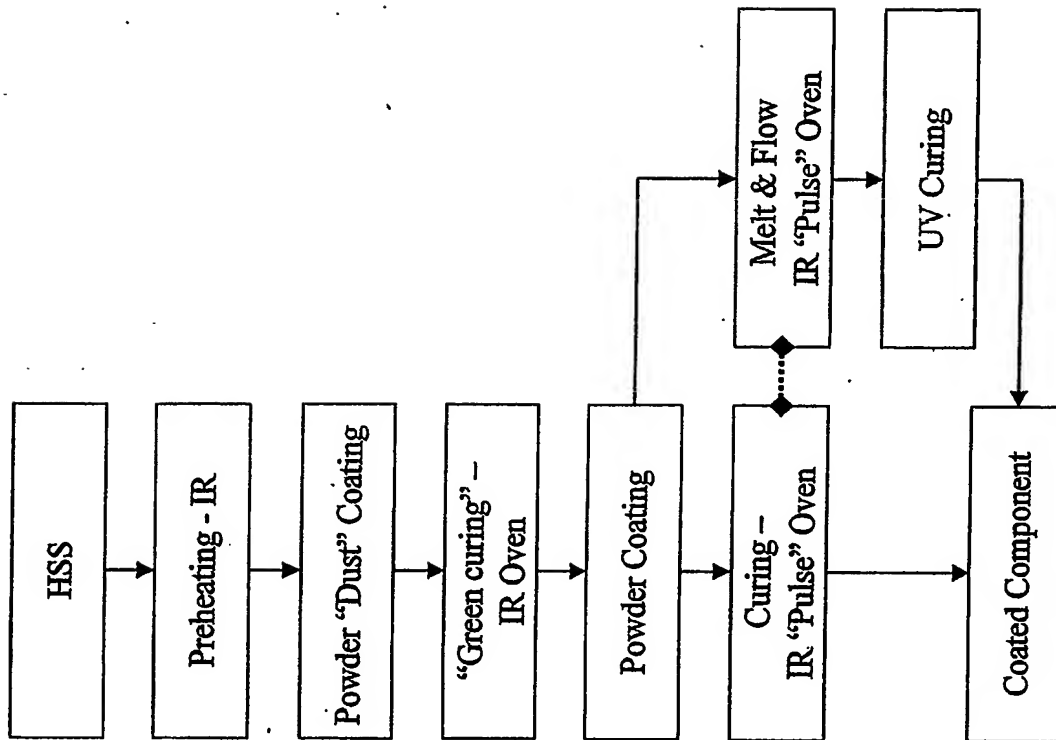 HSS
Preheating - IR
Powder “Dust” Coating
“Green curing” –
IR Oven
Powder Coating
Curing –
IR “Pulse” Oven
Melt & Flow
IR “Pulse” Oven
UV Curing
Coated Component